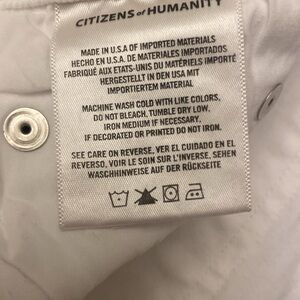 CITIZENS of HUMANITY
MADE IN U.S.A OF IMPORTED MATERIALS
HECHO EN U.S.A. DE MATERIALES IMPORTADOS
FABRIQUÉ AUX ETATS-UNIS DU MATÉRIELS IMPORTÉ
HERGESTELLT IN DEN USA MIT
IMPORTIERTEM MATERIAL
MACHINE WASH COLD WITH LIKE COLORS,
DO NOT BLEACH, TUMBLE DRY LOW.
IRON MEDIUM IF NECESSARY.
IF DECORATED OR PRINTED DO NOT IRON.
SEE CARE ON REVERSE. VER EL CUIDADO EN EL
REVERSO. VOIR LE SOIN SUR L'INVERSE. SEHEN
WASCHHINWEISE AUF DER RÜCKSEITE